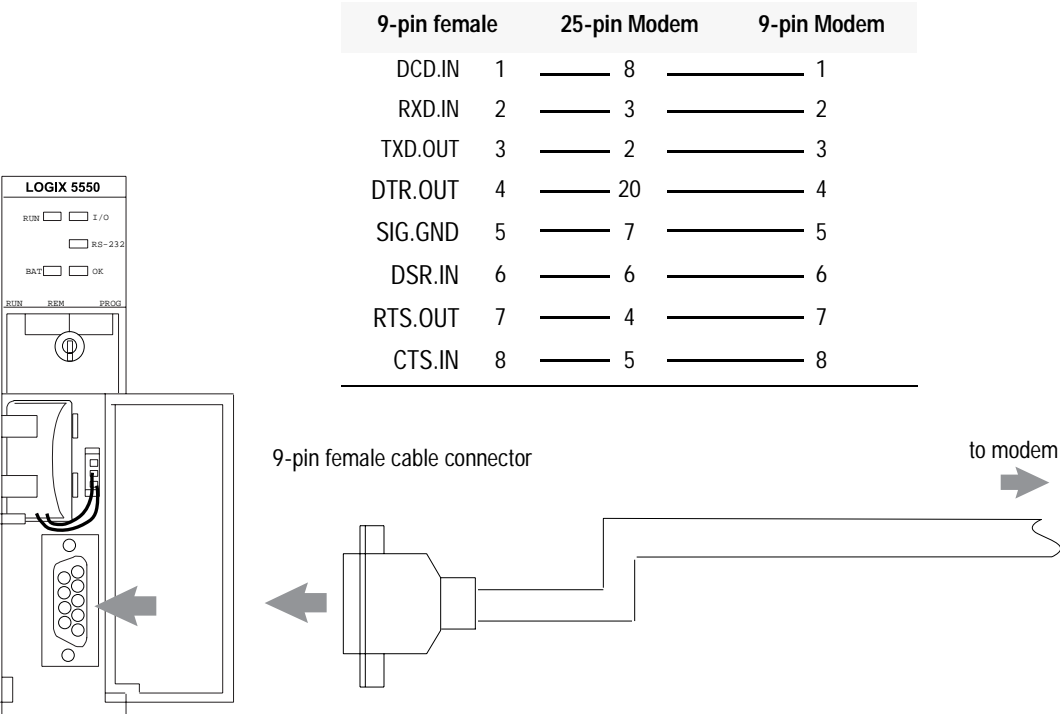 9-pin female 25-pin Modem 9-pin Modem
DCD.IN 1 8 1
RXD.IN 2 3 2
TXD.OUT 3 2 3
DTR.OUT 4 20 4
SIG.GND 5 7 5
DSR.IN 6 6 6
RTS.OUT 7 4 7
CTS.IN 8 5 8
LOGIX 5550
RUN I/O
RS-232
BAT OK
RUN REM PROG
9-pin female cable connector
to modem